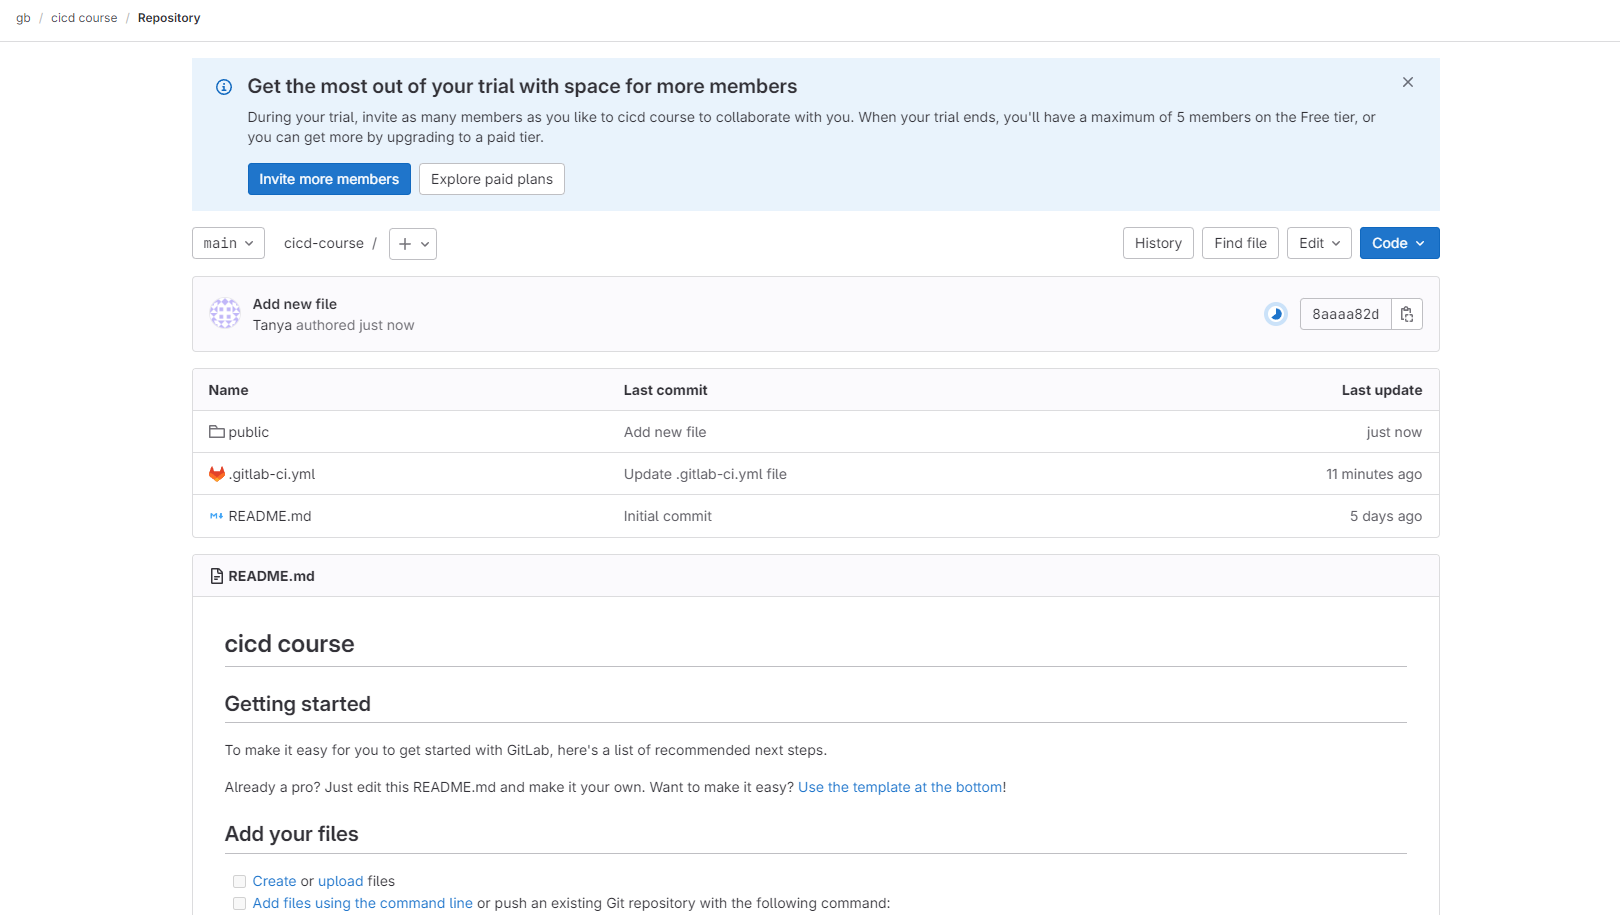 gb / cicd course / Repository
Get the most out of your trial with space for more members
During your trial, invite as many members as you like to cicd course to collaborate with you. When your trial ends, you'll have a maximum of 5 members on the Free tier, or
you can get more by upgrading to a paid tier.
Invite more members Explore paid plans
main cicd-course / + History Find file Edit Code
Add new file
Tanya authored just now
8aaaa82d
Name Last commit Last update
public Add new file just now
.gitlab-ci.yml Update .gitlab-ci.yml file 11 minutes ago
README.md Initial commit 5 days ago
README.md
cicd course
Getting started
To make it easy for you to get started with GitLab, here's a list of recommended next steps.
Already a pro? Just edit this README.md and make it your own. Want to make it easy? Use the template at the bottom!
Add your files
Create or upload files
Add files using the command line or push an existing Git repository with the following command: